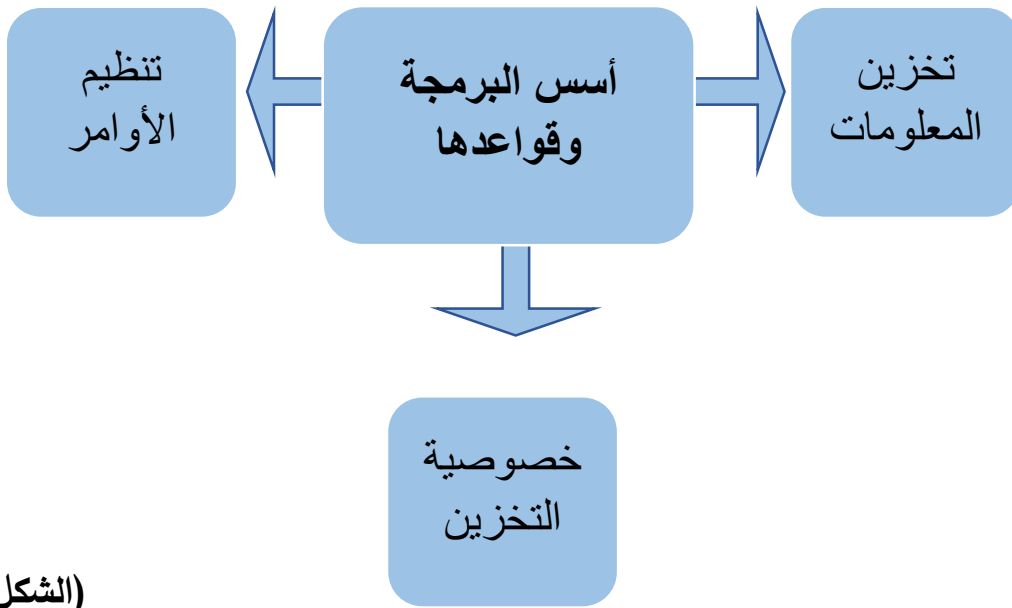 أسس البرمجة
وقواعدها
تخزين
المعلومات
تنظيم
الأوامر
خصوصية
التخزين
(الشكل